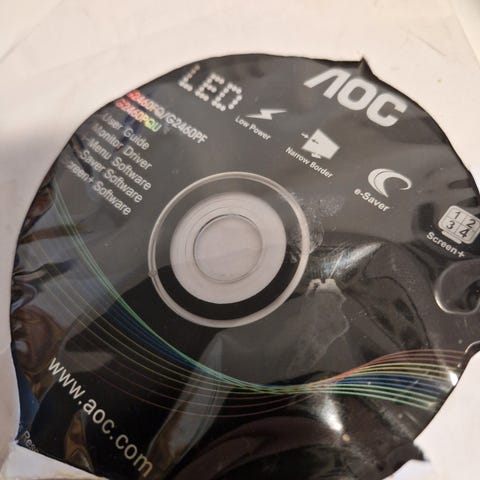 LED
AOC
G2460FQ/G2460PF
G2460PQU
User Guide
Monitor Driver
i-Menu Software
e-Saver Software
Screen+ Software
Low Power
Narrow Border
e-Saver
1 2
3 4
Screen+
www.aoc.com